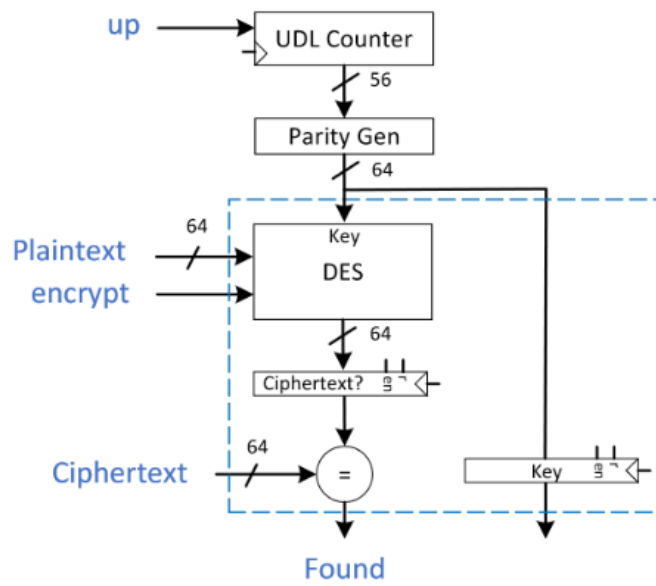 up
UDL Counter
56
Parity Gen
64
64
Key
Plaintext
DES
encrypt
64
Ciphertext?
en
r
64
Ciphertext
=
Key
en
r
Found